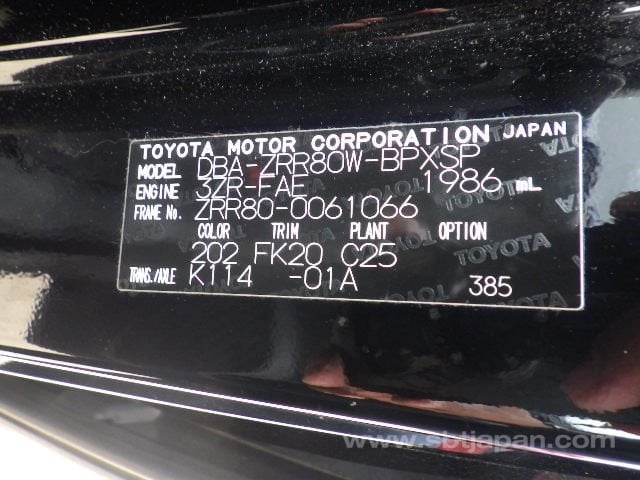 TOYOTA MOTOR CORPORATION JAPAN
MODEL DBA-ZRR80W-BPXSP
ENGINE 3ZR-FAE 1986 mL
FRAME No. ZRR80-0061066
COLOR TRIM PLANT OPTION
202 FK20 C25
TRANS./AXLE K114 -01A 385
TOYOTA
www.sbtjapan.com